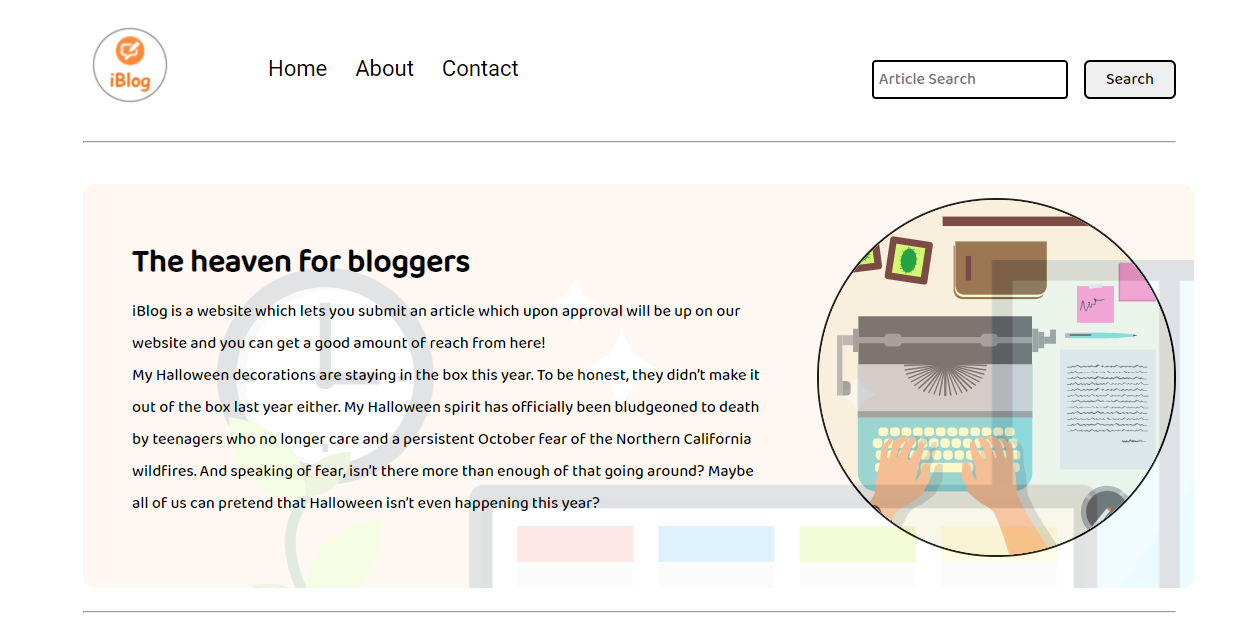 iBlog
Home About Contact
Article Search
Search
The heaven for bloggers
iBlog is a website which lets you submit an article which upon approval will be up on our
website and you can get a good amount of reach from here!
My Halloween decorations are staying in the box this year. To be honest, they didn't make it
out of the box last year either. My Halloween spirit has officially been bludgeoned to death
by teenagers who no longer care and a persistent October fear of the Northern California
wildfires. And speaking of fear, isn't there more than enough of that going around? Maybe
all of us can pretend that Halloween isn't even happening this year?